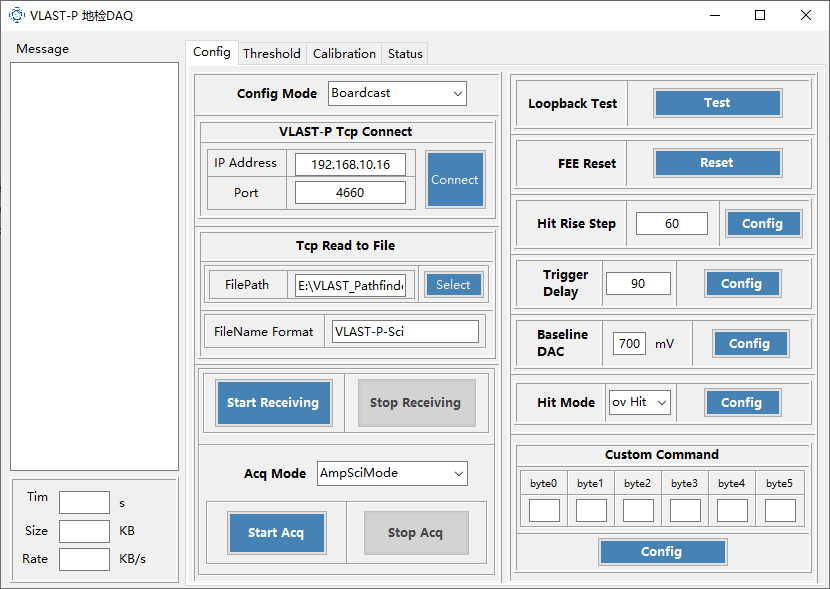 VLAST-P 地检DAQ
Message
Config
Threshold
Calibration
Status
Config Mode
Boardcast
VLAST-P Tcp Connect
IP Address
192.168.10.16
Port
4660
Connect
Tcp Read to File
FilePath
E:\VLAST_Pathfind
Select
FileName Format
VLAST-P-Sci
Start Receiving
Stop Receiving
Acq Mode
AmpSciMode
Start Acq
Stop Acq
Tim
s
Size
KB
Rate
KB/s
Loopback Test
Test
FEE Reset
Reset
Hit Rise Step
60
Config
Trigger
Delay
90
Config
Baseline
DAC
700
mV
Config
Hit Mode
ov Hit
Config
Custom Command
byte0
byte1
byte2
byte3
byte4
byte5
Config